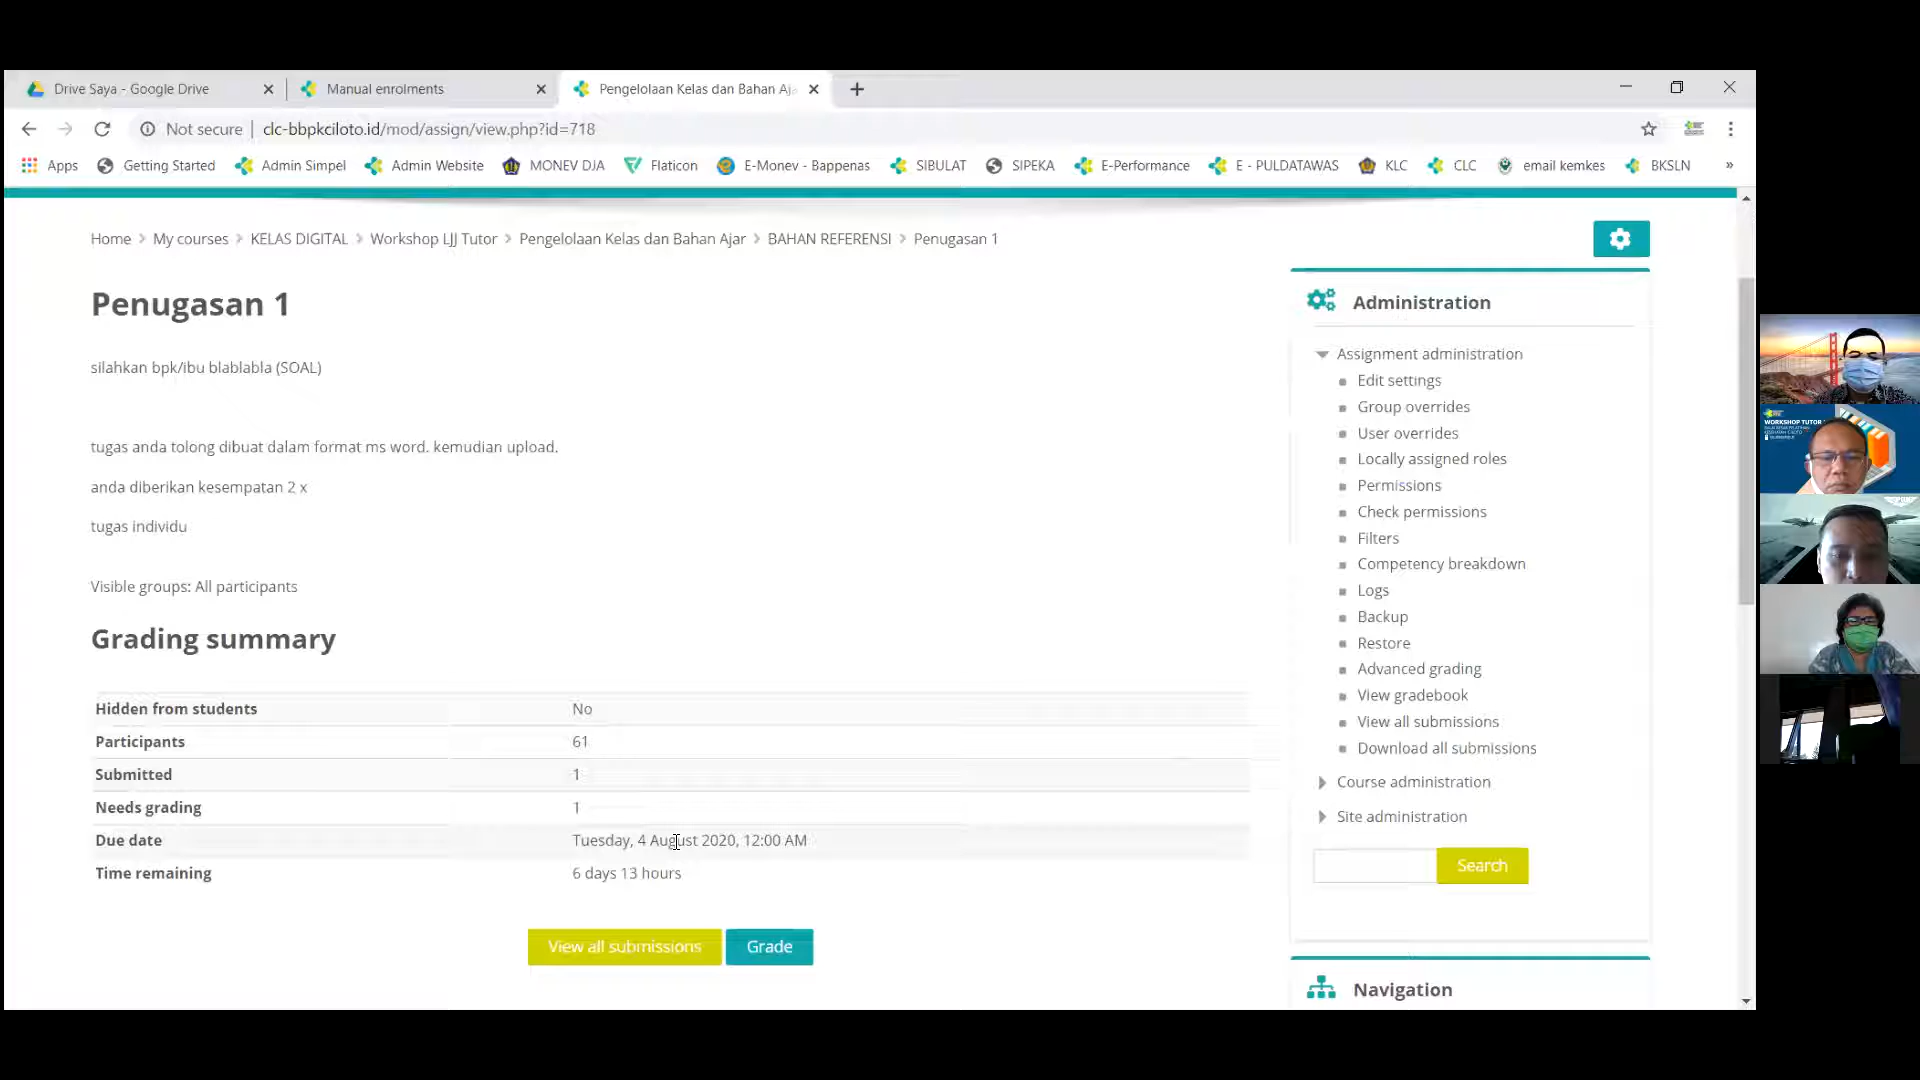 Drive Saya - Google Drive
Manual enrolments
Pengelolaan Kelas dan Bahan Aja
Not secure
clc-bbpkciloto.id/mod/assign/view.php?id=718
Apps
Getting Started
Admin Simpel
Admin Website
MONEV DJA
Flaticon
E-Monev - Bappenas
SIBULAT
SIPEKA
E-Performance
E - PULDATAWAS
KLC
CLC
email kemkes
BKSLN
»
Home > My courses > KELAS DIGITAL > Workshop LJJ Tutor > Pengelolaan Kelas dan Bahan Ajar > BAHAN REFERENSI > Penugasan 1
Penugasan 1
silahkan bpk/ibu blablabla (SOAL)
tugas anda tolong dibuat dalam format ms word. kemudian upload.
anda diberikan kesempatan 2 x
tugas individu
Visible groups: All participants
Grading summary
Hidden from students No
Participants 61
Submitted 1
Needs grading 1
Due date Tuesday, 4 August 2020, 12:00 AM
Time remaining 6 days 13 hours
View all submissions
Grade
Administration
Assignment administration
Edit settings
Group overrides
User overrides
Locally assigned roles
Permissions
Check permissions
Filters
Competency breakdown
Logs
Backup
Restore
Advanced grading
View gradebook
View all submissions
Download all submissions
Course administration
Site administration
Search
Navigation
WORKSHOP TUTOR